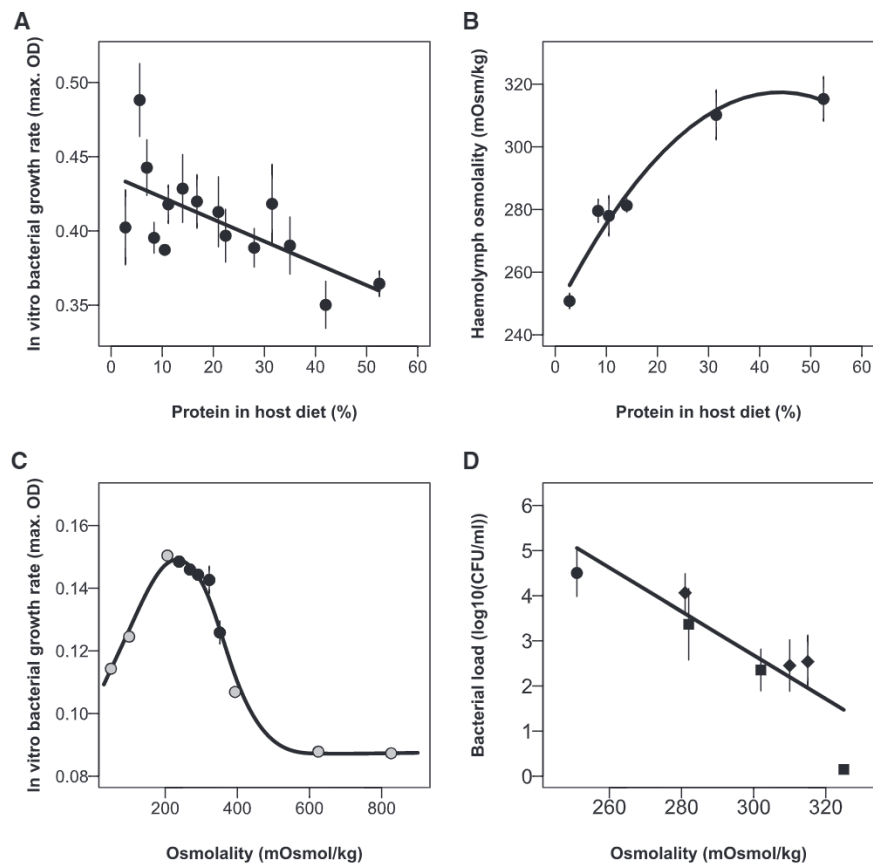 A
In vitro bacterial growth rate (max. OD)
0.50
0.45
0.40
0.35
0 10 20 30 40 50 60
Protein in host diet (%)
B
Haemolymph osmolality (mOsm/kg)
320
300
280
260
240
0 10 20 30 40 50 60
Protein in host diet (%)
C
In vitro bacterial growth rate (max. OD)
0.16
0.14
0.12
0.10
0.08
200 400 600 800
Osmolality (mOsmol/kg)
D
Bacterial load (log10(CFU/ml))
6
5
4
3
2
1
0
260 280 300 320
Osmolality (mOsmol/kg)